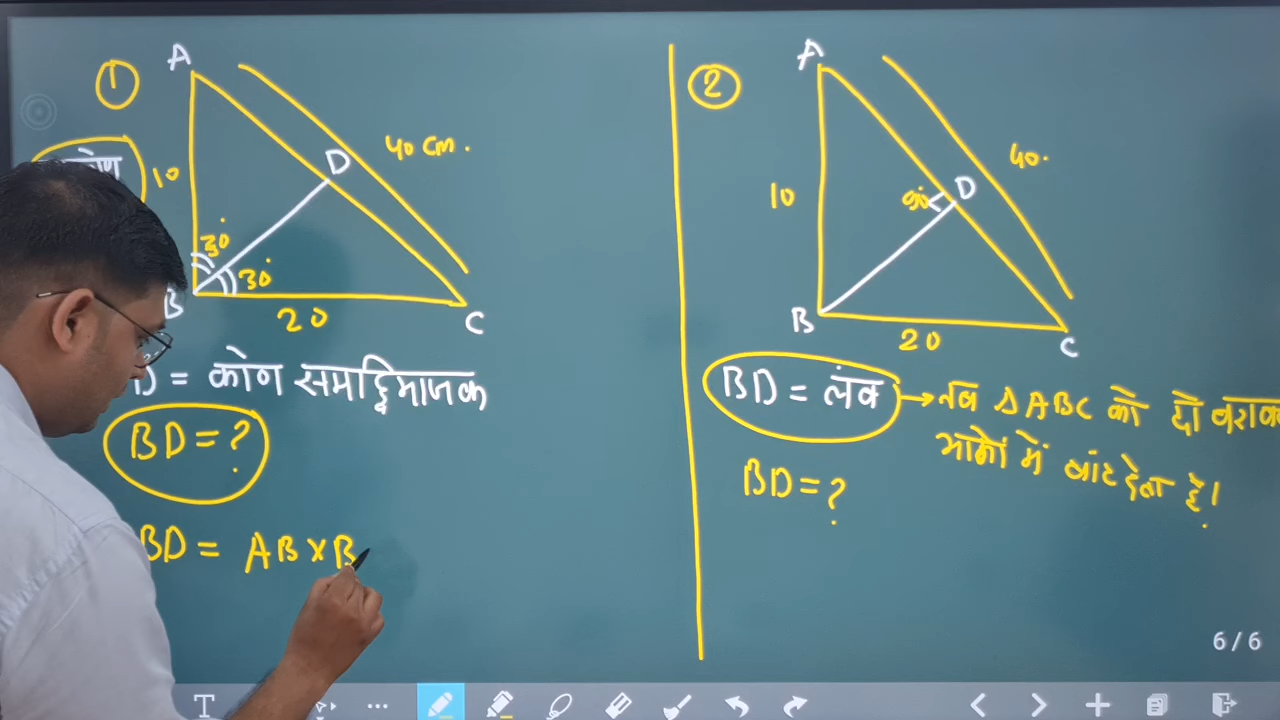 1
A
कोण
10
D
40 cm.
30°
30°
B
20
C
D = कोण समद्विभाजक
BD = ?
BD = AB × B
2
A
10
90°
D
40.
B
20
C
BD = लंब → जब △ABC को दो बराब
भागों में बांट देता है।
BD = ?
6 / 6
T